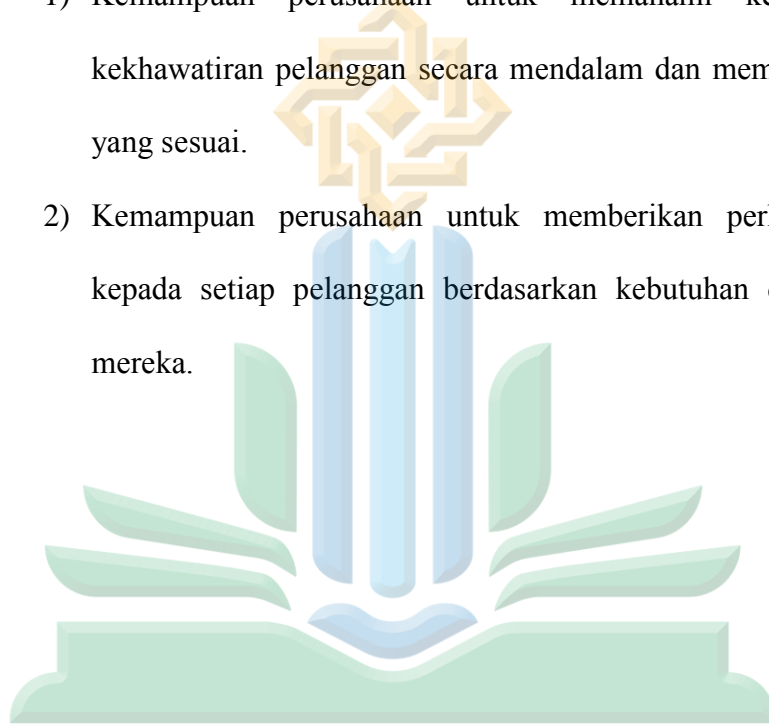 1) Kemampuan perusahaan untuk memahami
kekhawatiran pelanggan secara mendalam dan
yang sesuai.
2) Kemampuan perusahaan untuk memberikan
kepada setiap pelanggan berdasarkan kebutuhan
mereka.